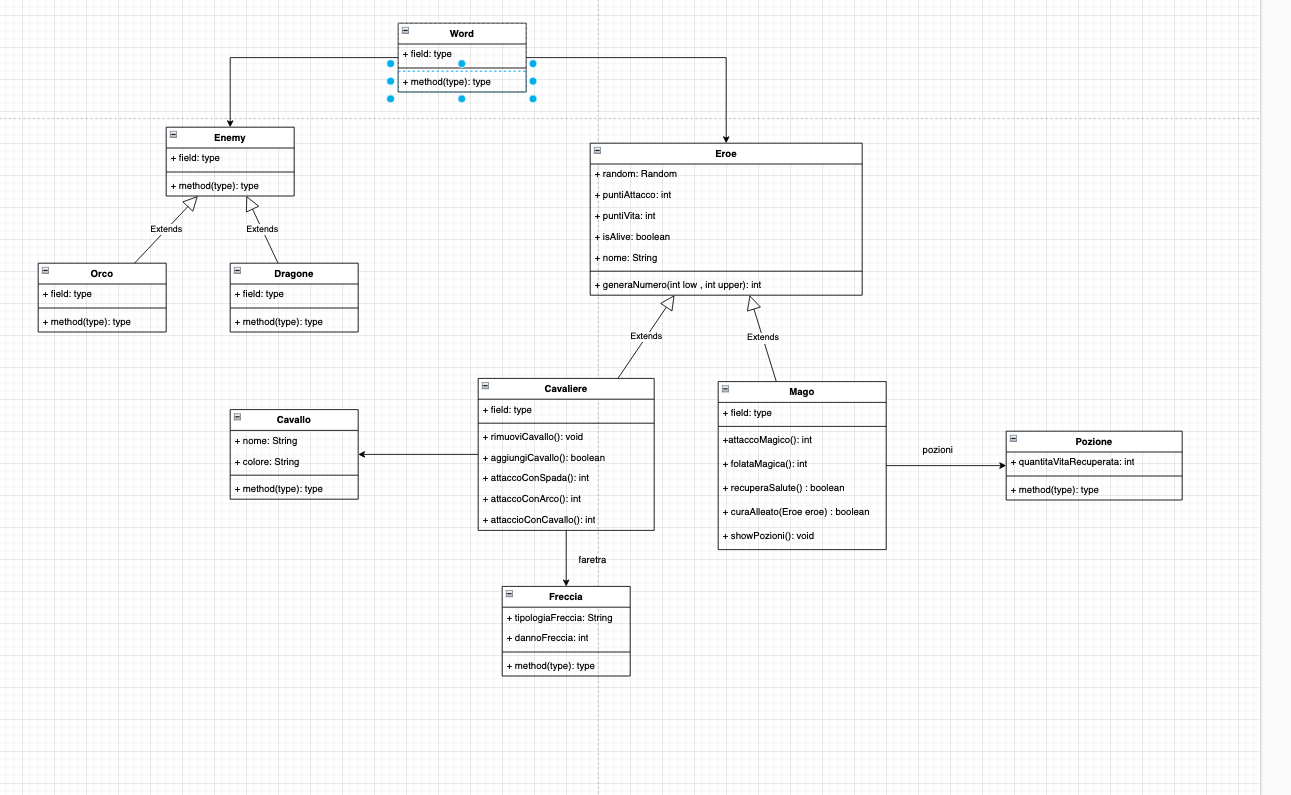 Word
+ field: type
+ method(type): type
Enemy
+ field: type
+ method(type): type
Eroe
+ random: Random
+ puntiAttacco: int
+ puntiVita: int
+ isAlive: boolean
+ nome: String
+ generaNumero(int low , int upper): int
Extends
Extends
Orco
+ field: type
+ method(type): type
Dragone
+ field: type
+ method(type): type
Extends
Extends
Cavallo
+ nome: String
+ colore: String
+ method(type): type
Cavaliere
+ field: type
+ rimuoviCavallo(): void
+ aggiungiCavallo(): boolean
+ attaccoConSpada(): int
+ attaccoConArco(): int
+ attaccioConCavallo(): int
Mago
+ field: type
+attaccoMagico(): int
+ folataMagica(): int
+ recuperaSalute() : boolean
+ curaAlleato(Eroe eroe) : boolean
+ showPozioni(): void
pozioni
Pozione
+ quantitaVitaRecuperata: int
+ method(type): type
faretra
Freccia
+ tipologiaFreccia: String
+ dannoFreccia: int
+ method(type): type